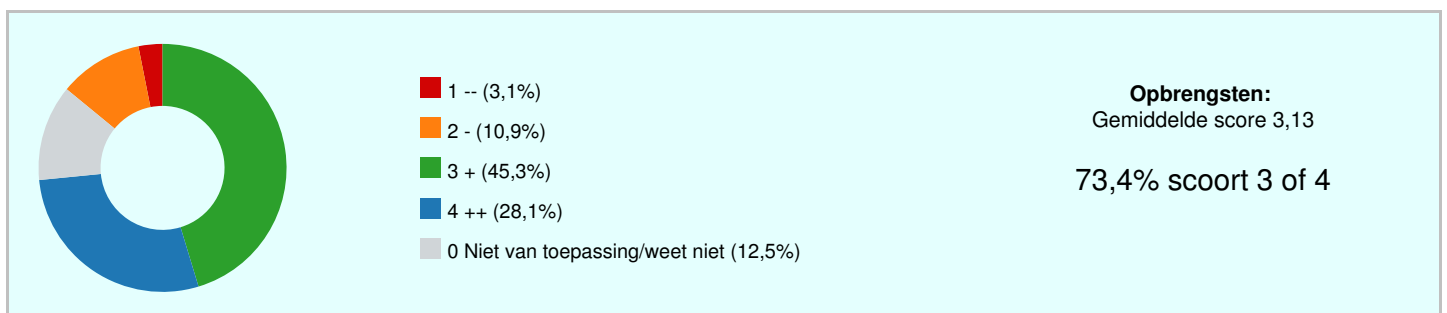 1 -- (3,1%)
2 - (10,9%)
3 + (45,3%)
4 ++ (28,1%)
0 Niet van toepassing/weet niet (12,5%)
Opbrengsten:
Gemiddelde score 3,13
73,4% scoort 3 of 4